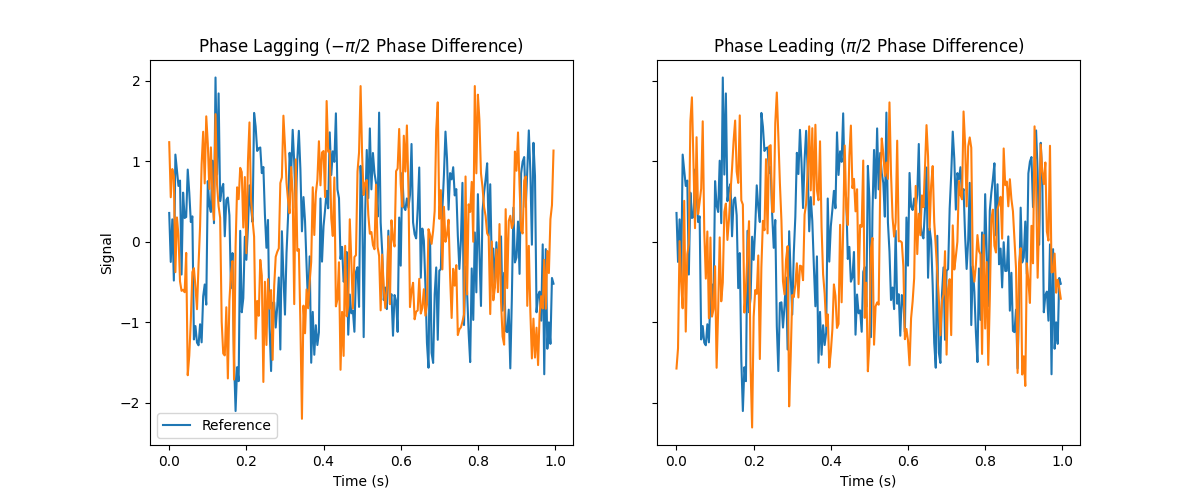 Phase Lagging (−π/2 Phase Difference)
Signal
2
1
0
−1
−2
Reference
0.0 0.2 0.4 0.6 0.8 1.0
Time (s)
Phase Leading (π/2 Phase Difference)
0.0 0.2 0.4 0.6 0.8 1.0
Time (s)